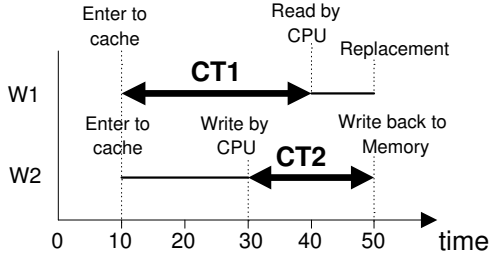 Enter to
cache
Read by
CPU
Replacement
W1
CT1
Enter to
cache
Write by
CPU
Write back to
Memory
W2
CT2
0 10 20 30 40 50
time